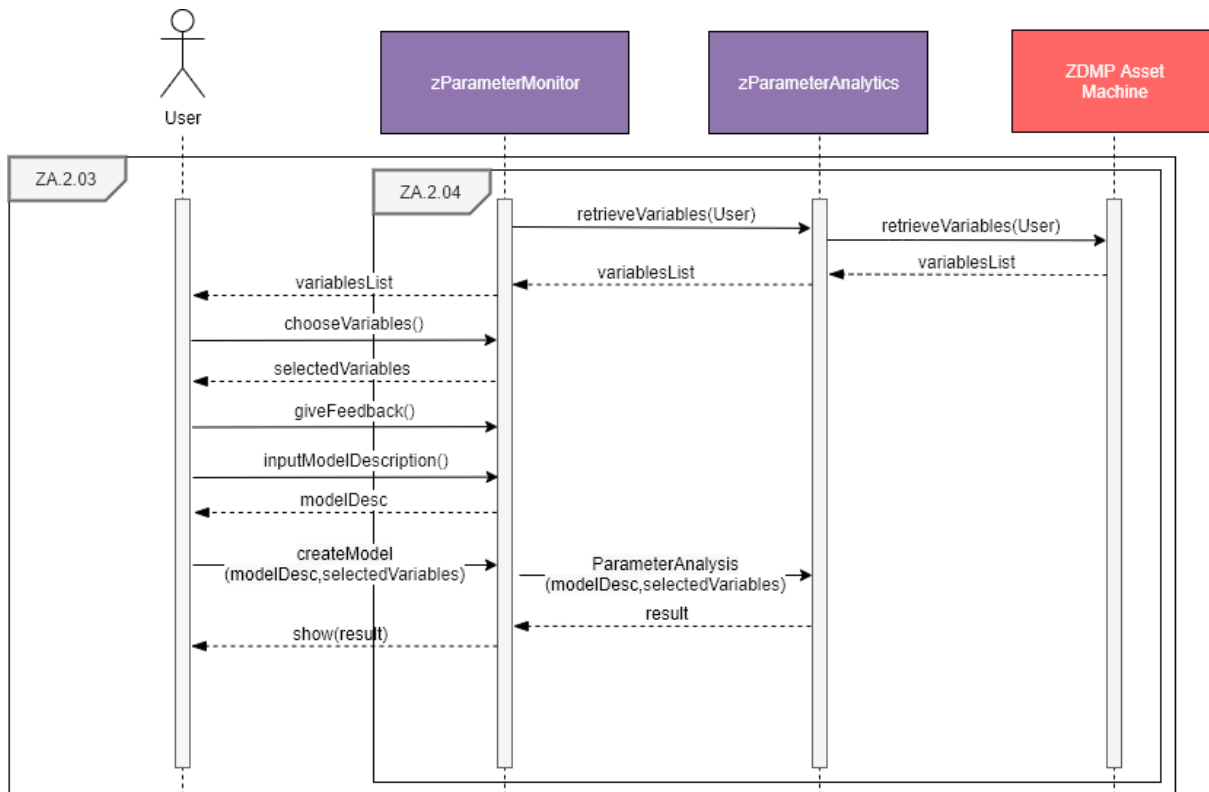 User
zParameterMonitor
zParameterAnalytics
ZDMP Asset
Machine
ZA.2.03
ZA.2.04
retrieveVariables(User)
retrieveVariables(User)
variablesList
variablesList
variablesList
chooseVariables()
selectedVariables
giveFeedback()
inputModelDescription()
modelDesc
createModel
(modelDesc,selectedVariables)
ParameterAnalysis
(modelDesc,selectedVariables)
result
show(result)